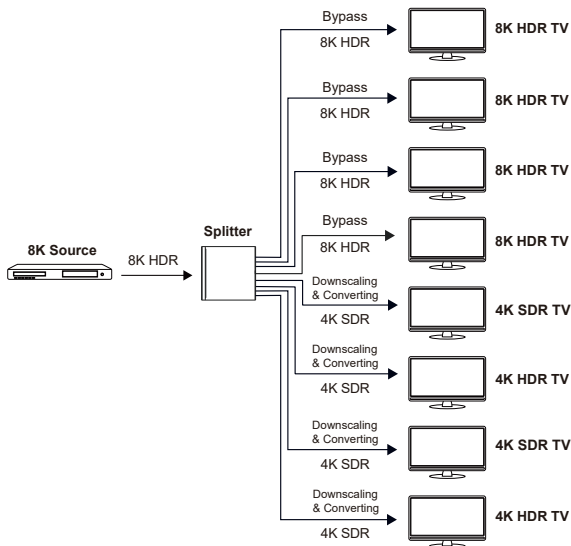 Bypass
8K HDR
8K HDR TV
Bypass
8K HDR
8K HDR TV
Bypass
8K HDR
8K HDR TV
Bypass
8K HDR
8K HDR TV
Splitter
8K Source
8K HDR
Downscaling
& Converting
4K SDR
4K SDR TV
Downscaling
& Converting
4K SDR
4K HDR TV
Downscaling
& Converting
4K SDR
4K SDR TV
Downscaling
& Converting
4K SDR
4K HDR TV